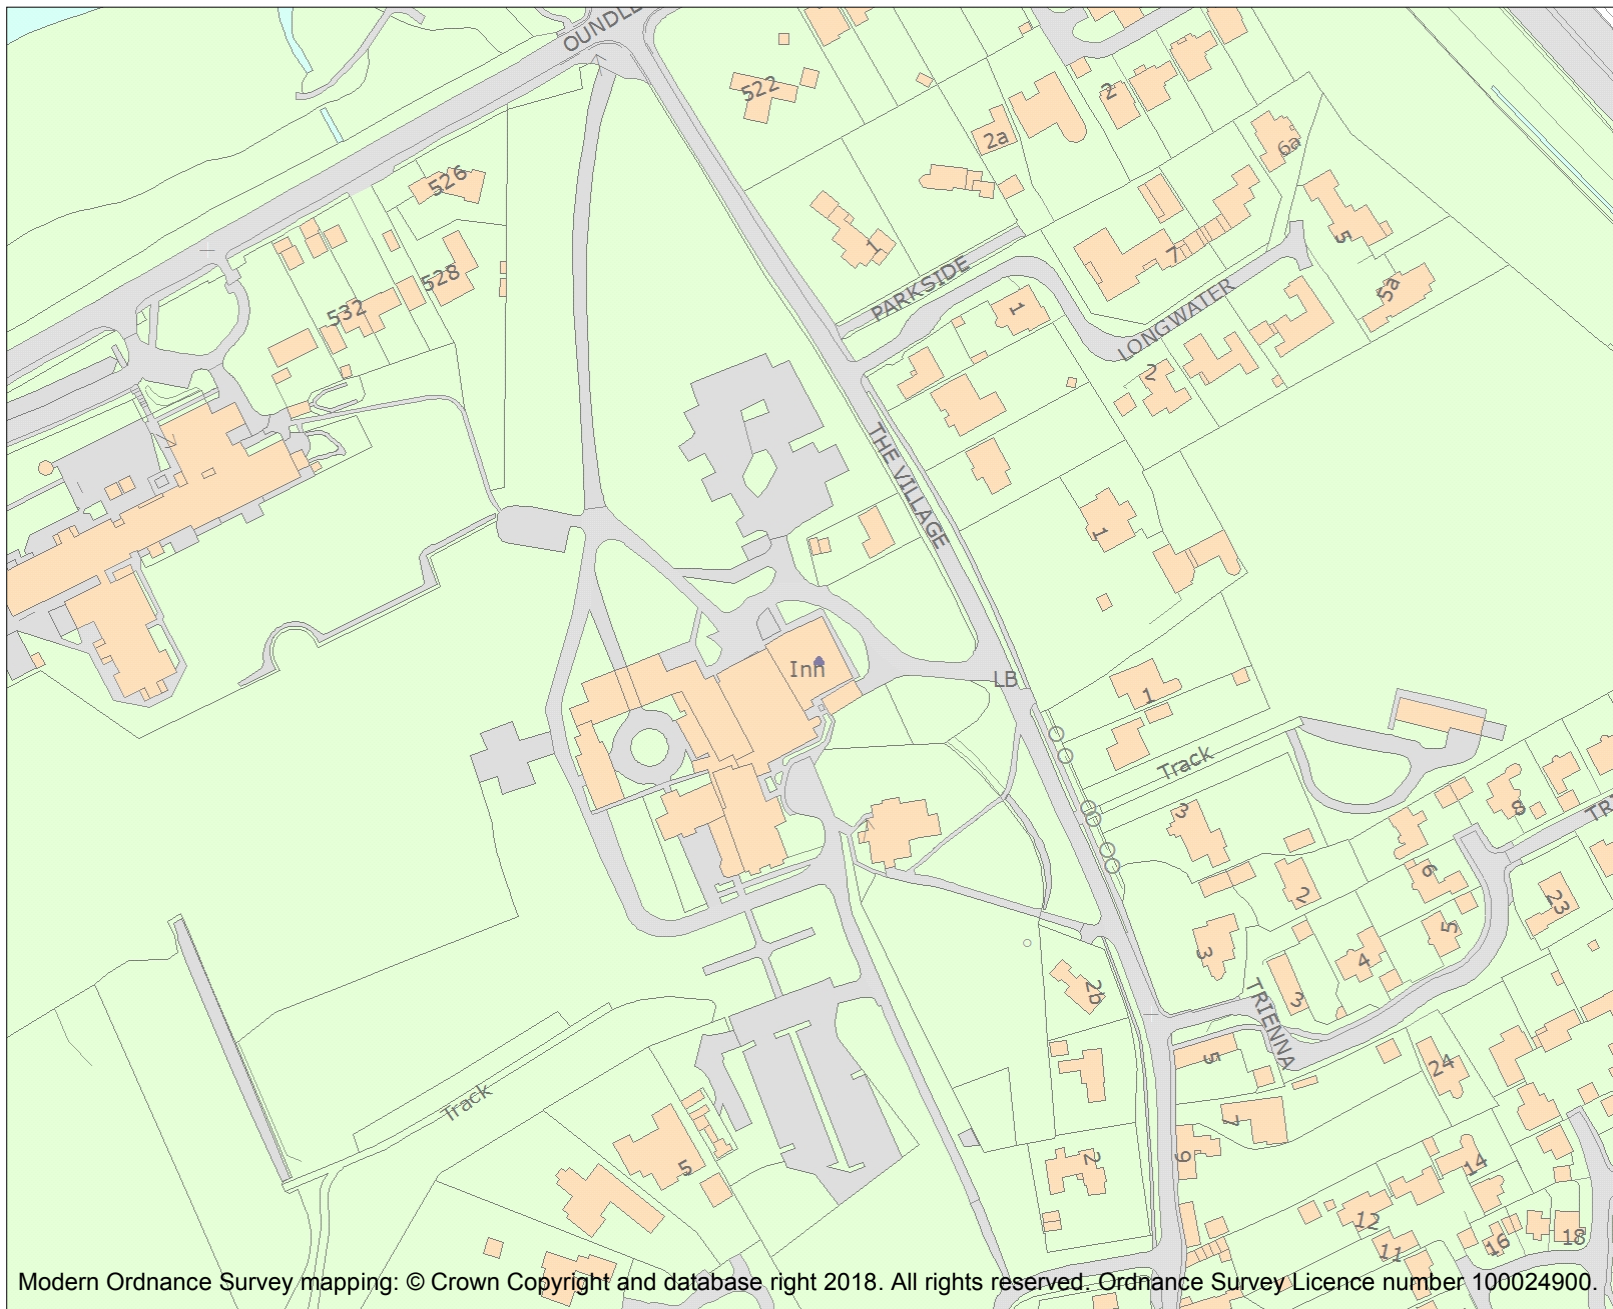 OUNDLE
522
2
2a
6a
526
1
5
528
7
PARKSIDE
5a
532
1
LONGWATER
2
THE VILLAGE
1
Inn
LB
1
Track
3
8
6
2
23
5
3
4
2b
3
TRIENNA
5
24
Track
7
2
9
14
5
12
16
18
11
Modern Ordnance Survey mapping: © Crown Copyright and database right 2018. All rights reserved. Ordnance Survey Licence number 100024900.